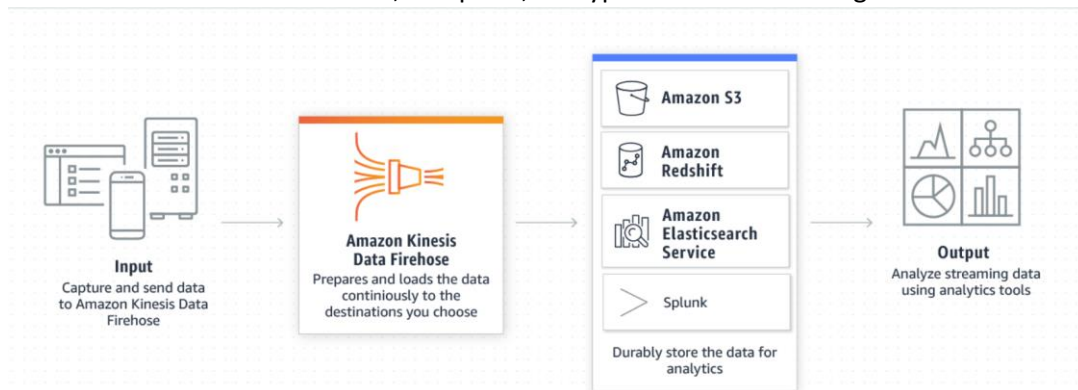 Input
Capture and send data
to Amazon Kinesis Data
Firehose
Amazon Kinesis
Data Firehose
Prepares and loads the data
continiously to the
destinations you choose
Amazon S3
Amazon
Redshift
Amazon
Elasticsearch
Service
Splunk
Durably store the data for
analytics
Output
Analyze streaming data
using analytics tools